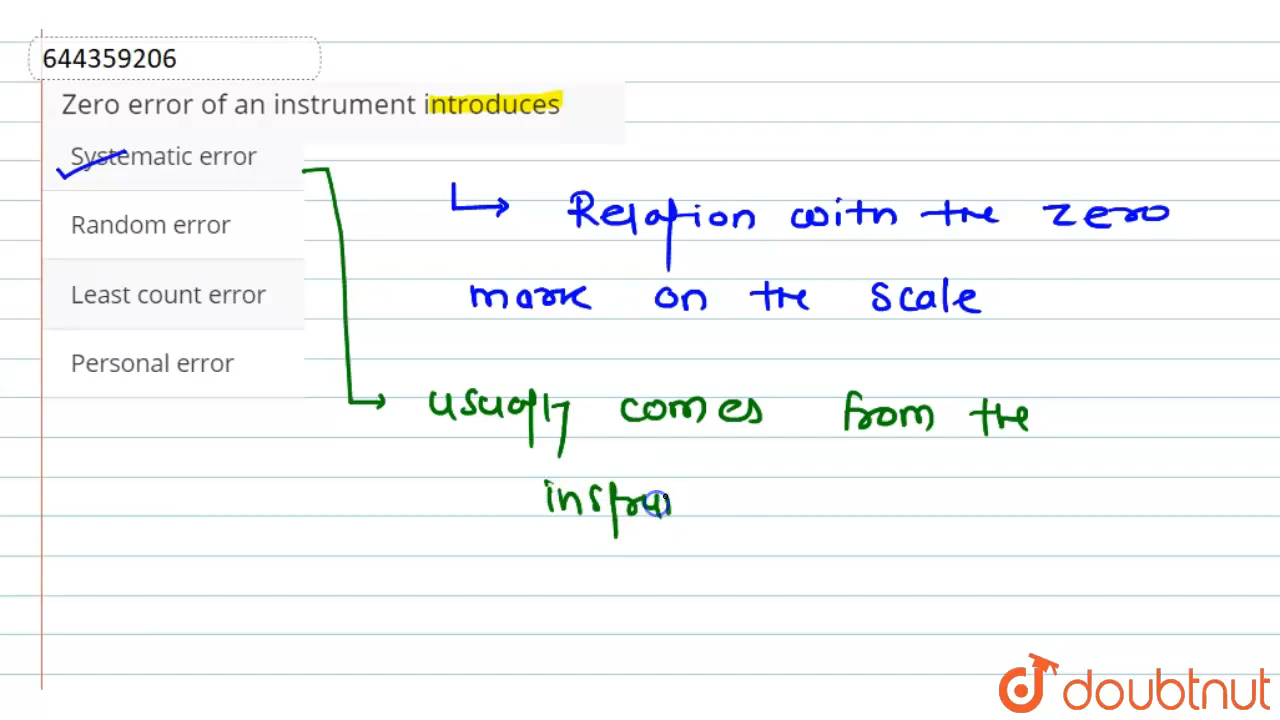 644359206
Zero error of an instrument introduces
Systematic error
Random error
Least count error
Personal error
Relation with the zero
mark on the scale
usually comes from the
instru
doubtnut